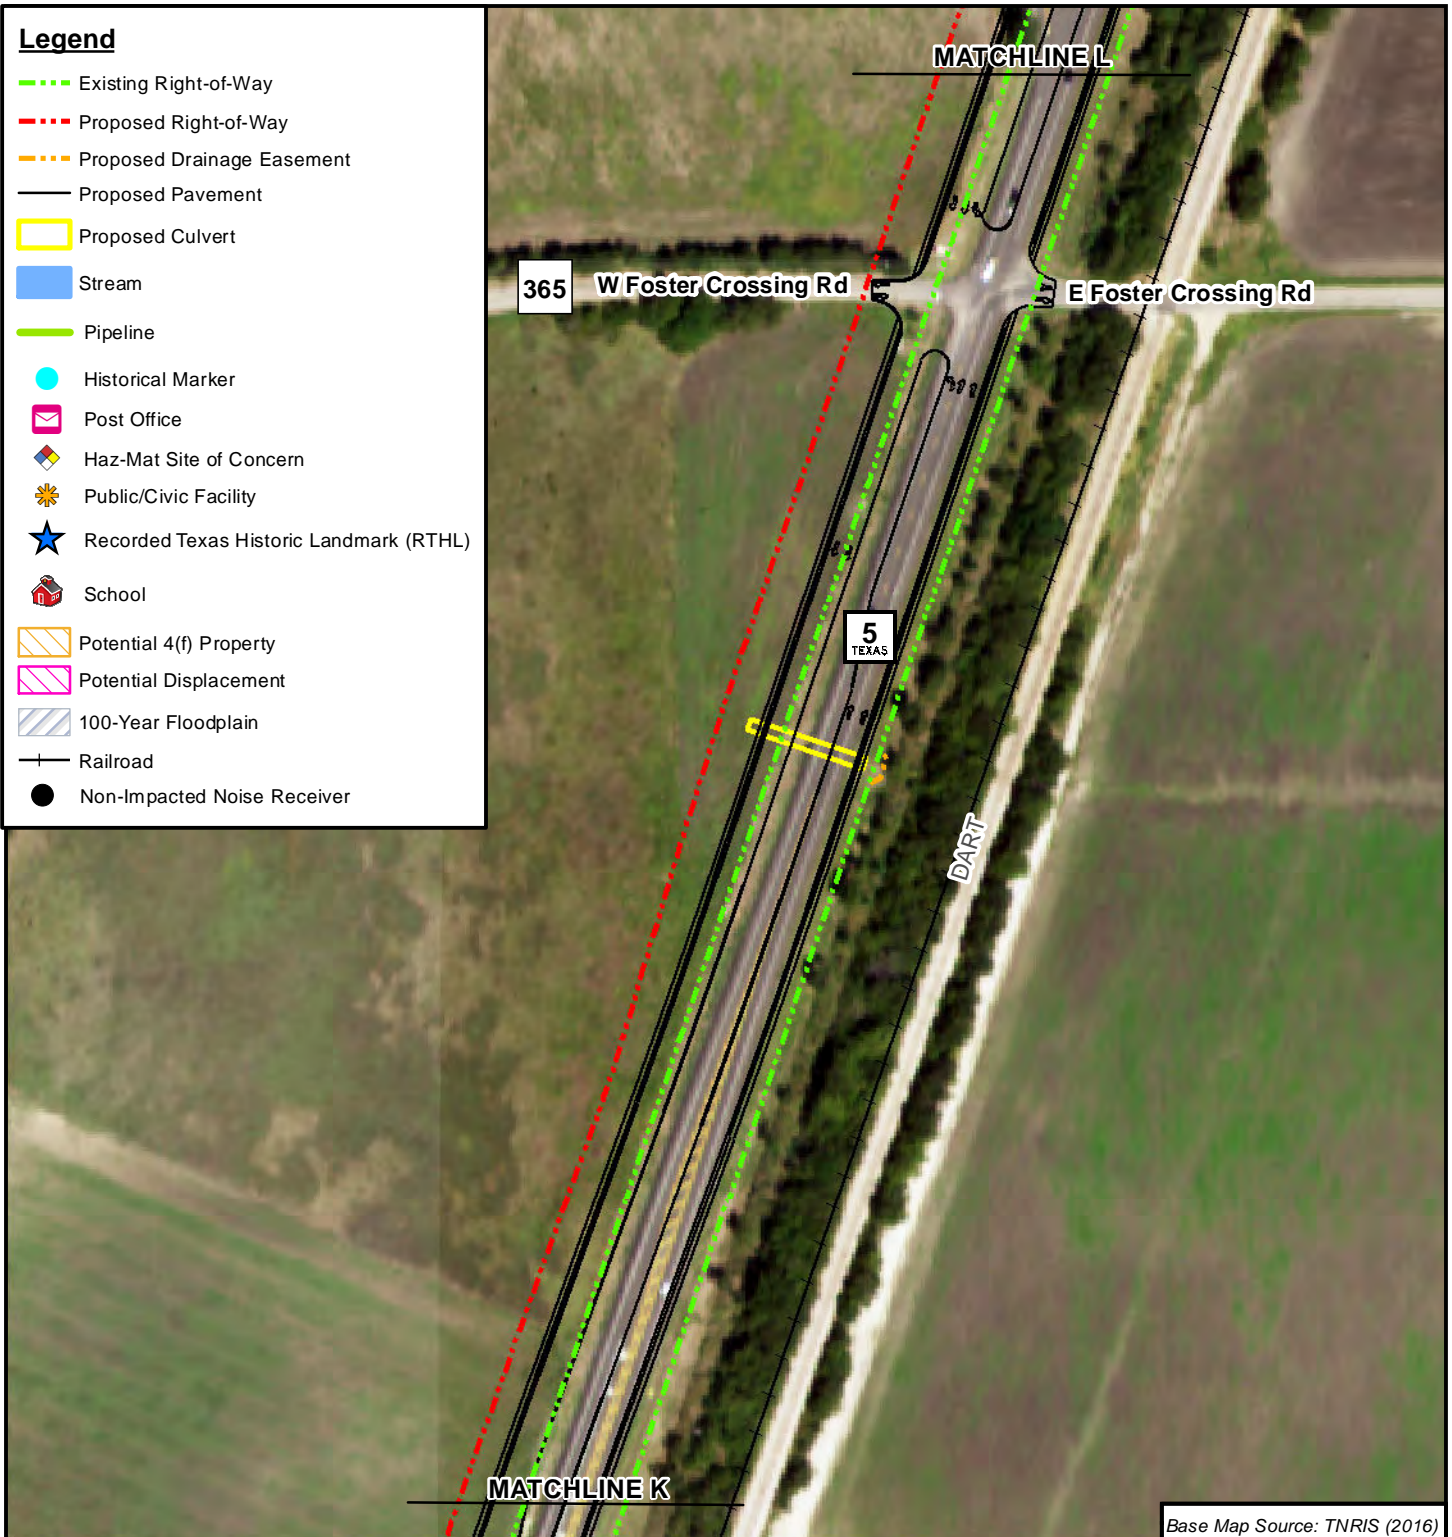 Legend
Existing Right-of-Way
Proposed Right-of-Way
Proposed Drainage Easement
Proposed Pavement
Proposed Culvert
Stream
Pipeline
Historical Marker
Post Office
Haz-Mat Site of Concern
Public/Civic Facility
Recorded Texas Historic Landmark (RTHL)
School
Potential 4(f) Property
Potential Displacement
100-Year Floodplain
Railroad
Non-Impacted Noise Receiver
MATCHLINE L
365
W Foster Crossing Rd
E Foster Crossing Rd
5
TEXAS
DART
MATCHLINE K
Base Map Source: TNRIS (2016)